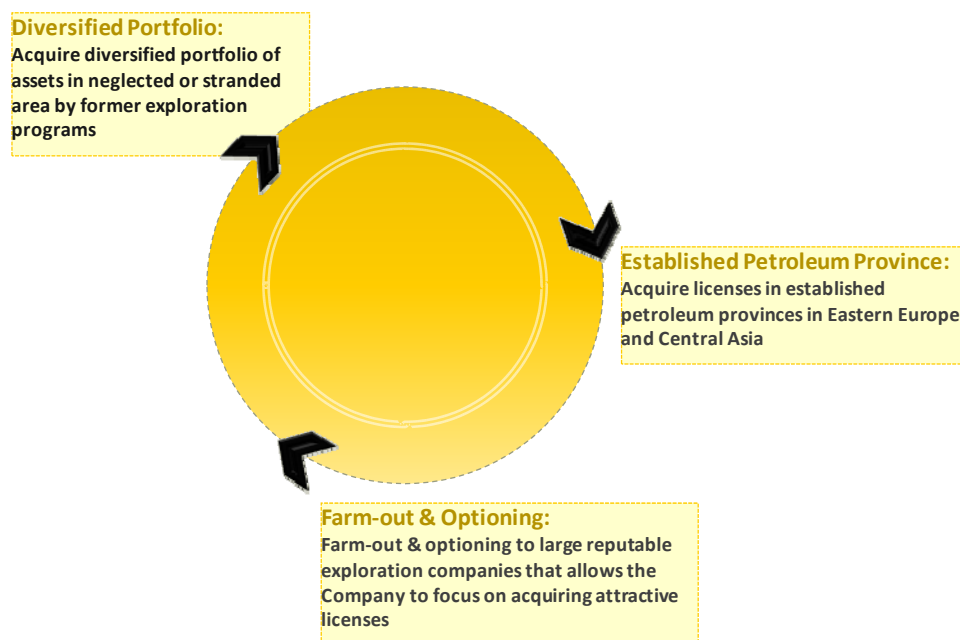 Diversified Portfolio:
Acquire diversified portfolio of
assets in neglected or stranded
area by former exploration
programs
Established Petroleum Province:
Acquire licenses in established
petroleum provinces in Eastern Europe
and Central Asia
Farm-out & Optioning:
Farm-out & optioning to large reputable
exploration companies that allows the
Company to focus on acquiring attractive
licenses